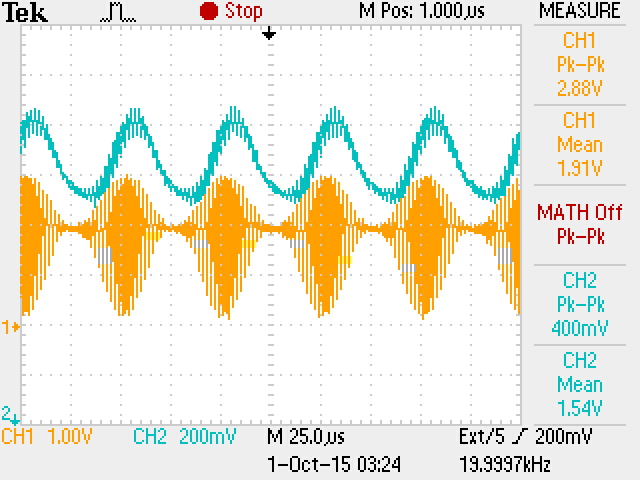 Tek Stop M Pos: 1.000µs MEASURE
CH1
Pk-Pk
2.88V
CH1
Mean
1.91V
MATH Off
Pk-Pk
CH2
Pk-Pk
400mV
CH2
Mean
1.54V
1
2
CH1 1.00V CH2 200mV M 25.0µs Ext/5 200mV
1-Oct-15 03:24 19.9997kHz